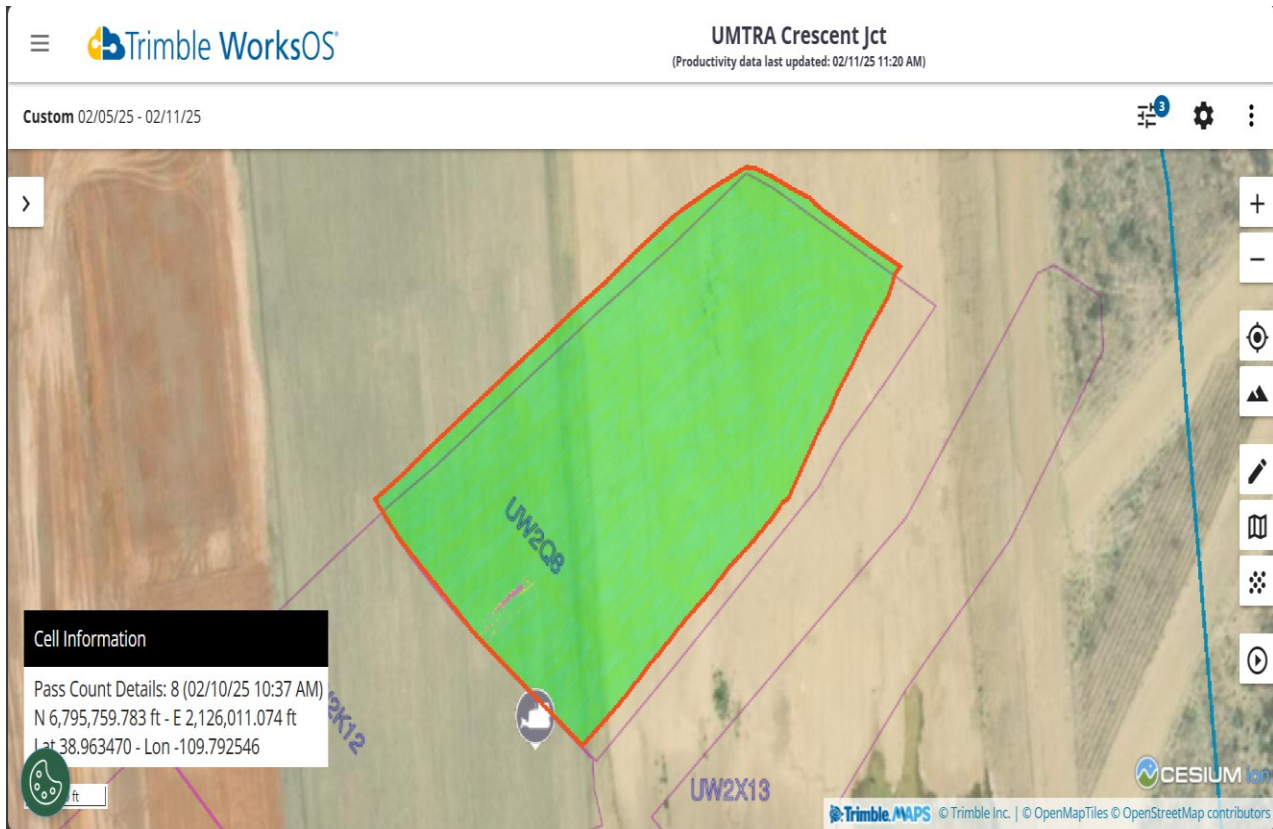 Trimble WorksOS
UMTRA Crescent Jct
(Productivity data last updated: 02/11/25 11:20 AM)
Custom 02/05/25 - 02/11/25
3
UW2Q8
Cell Information
Pass Count Details: 8 (02/10/25 10:37 AM)
N 6,795,759.783 ft - E 2,126,011.074 ft
Lat 38.963470 - Lon -109.792546
2K12
ft
UW2X13
CESIUM ion
Trimble MAPS © Trimble Inc. | © OpenMapTiles © OpenStreetMap contributors